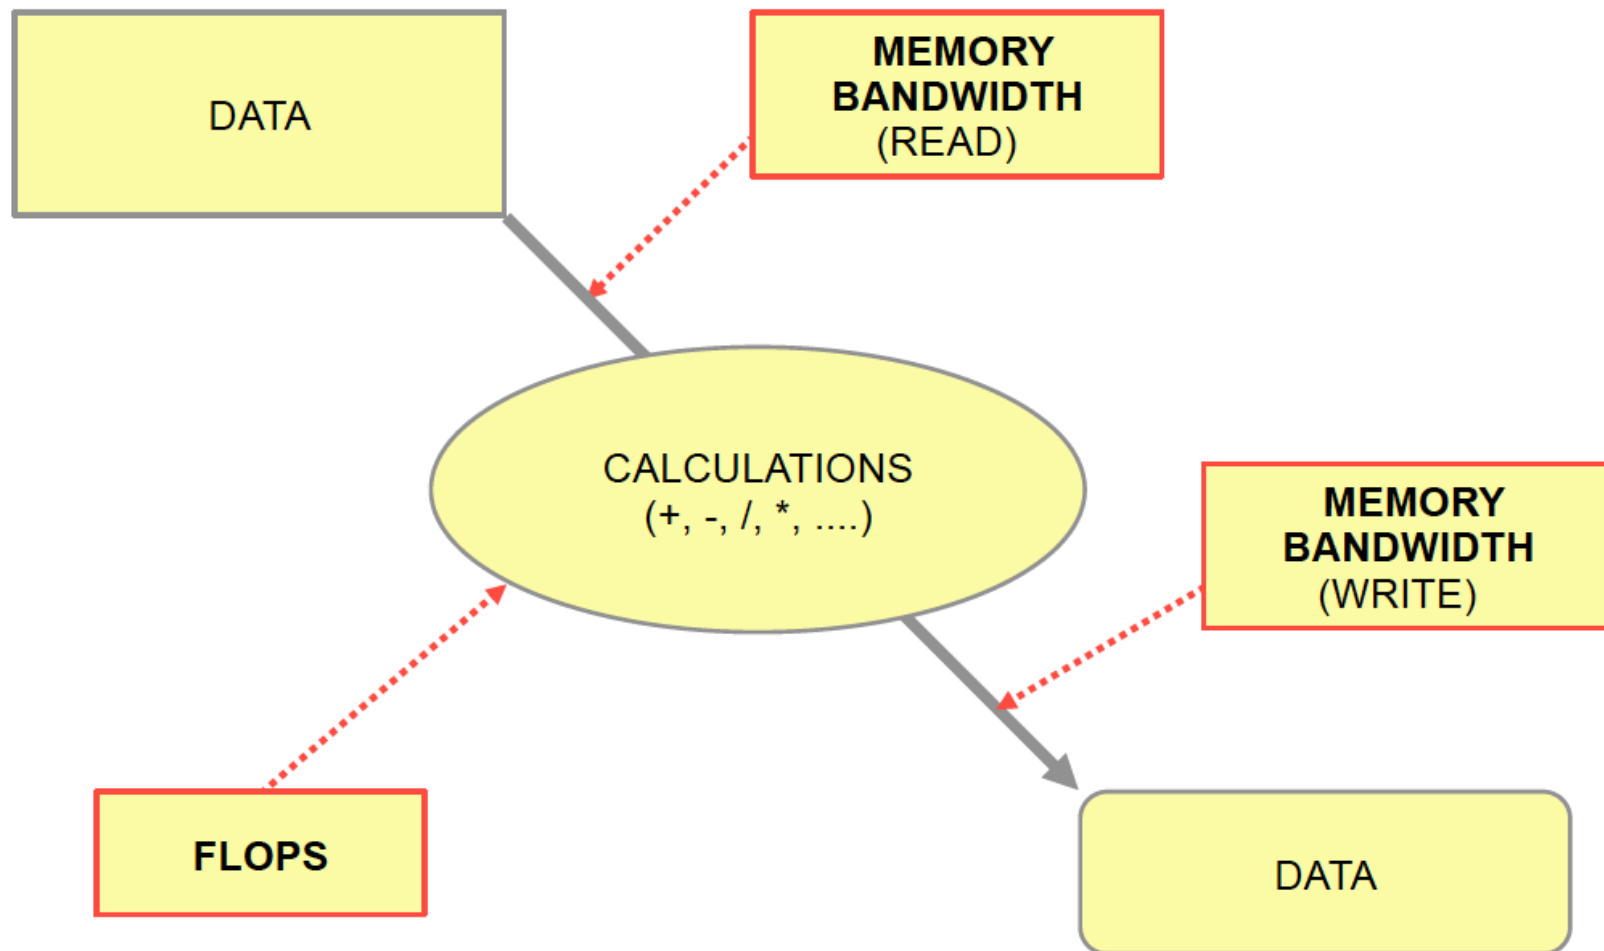 DATA
MEMORY
BANDWIDTH
(READ)
CALCULATIONS
(+, -, /, *, ....)
MEMORY
BANDWIDTH
(WRITE)
FLOPS
DATA